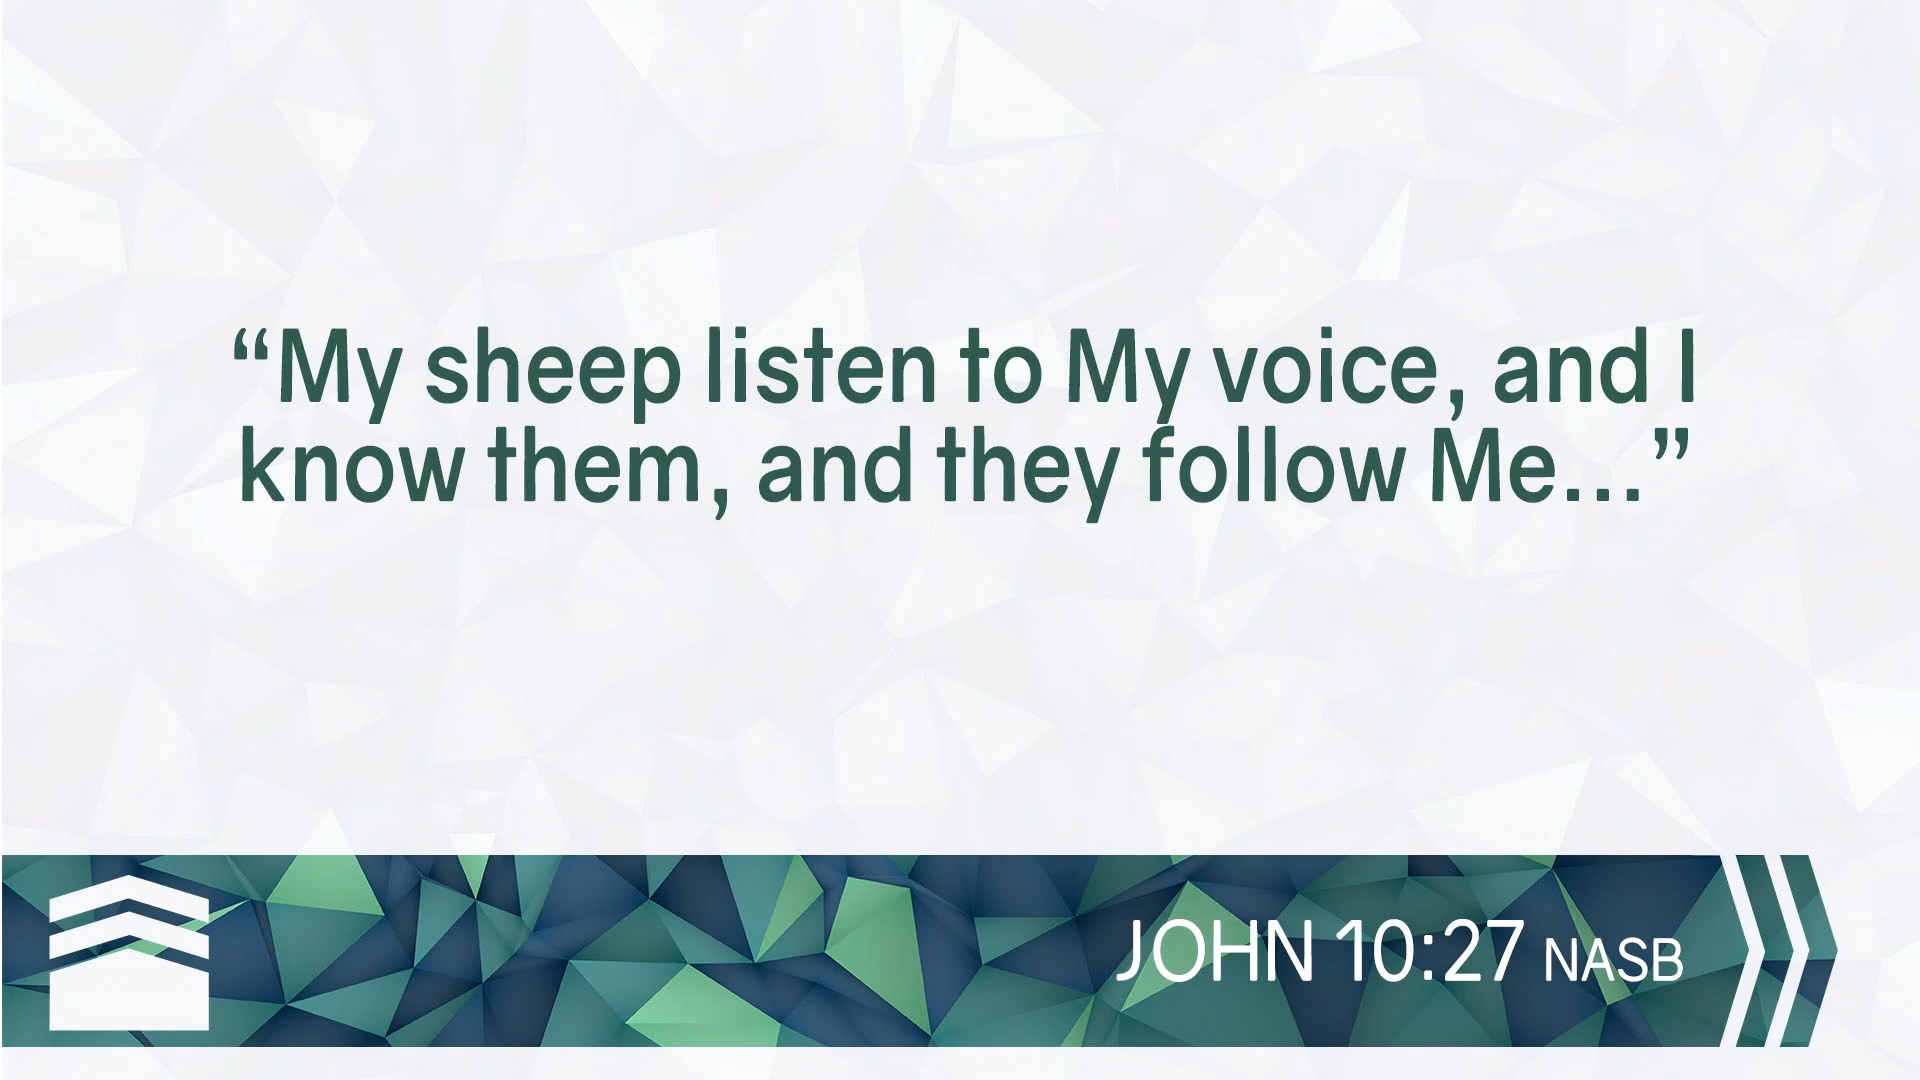 “My sheep listen to My voice, and I
know them, and they follow Me...”
JOHN 10:27 NASB